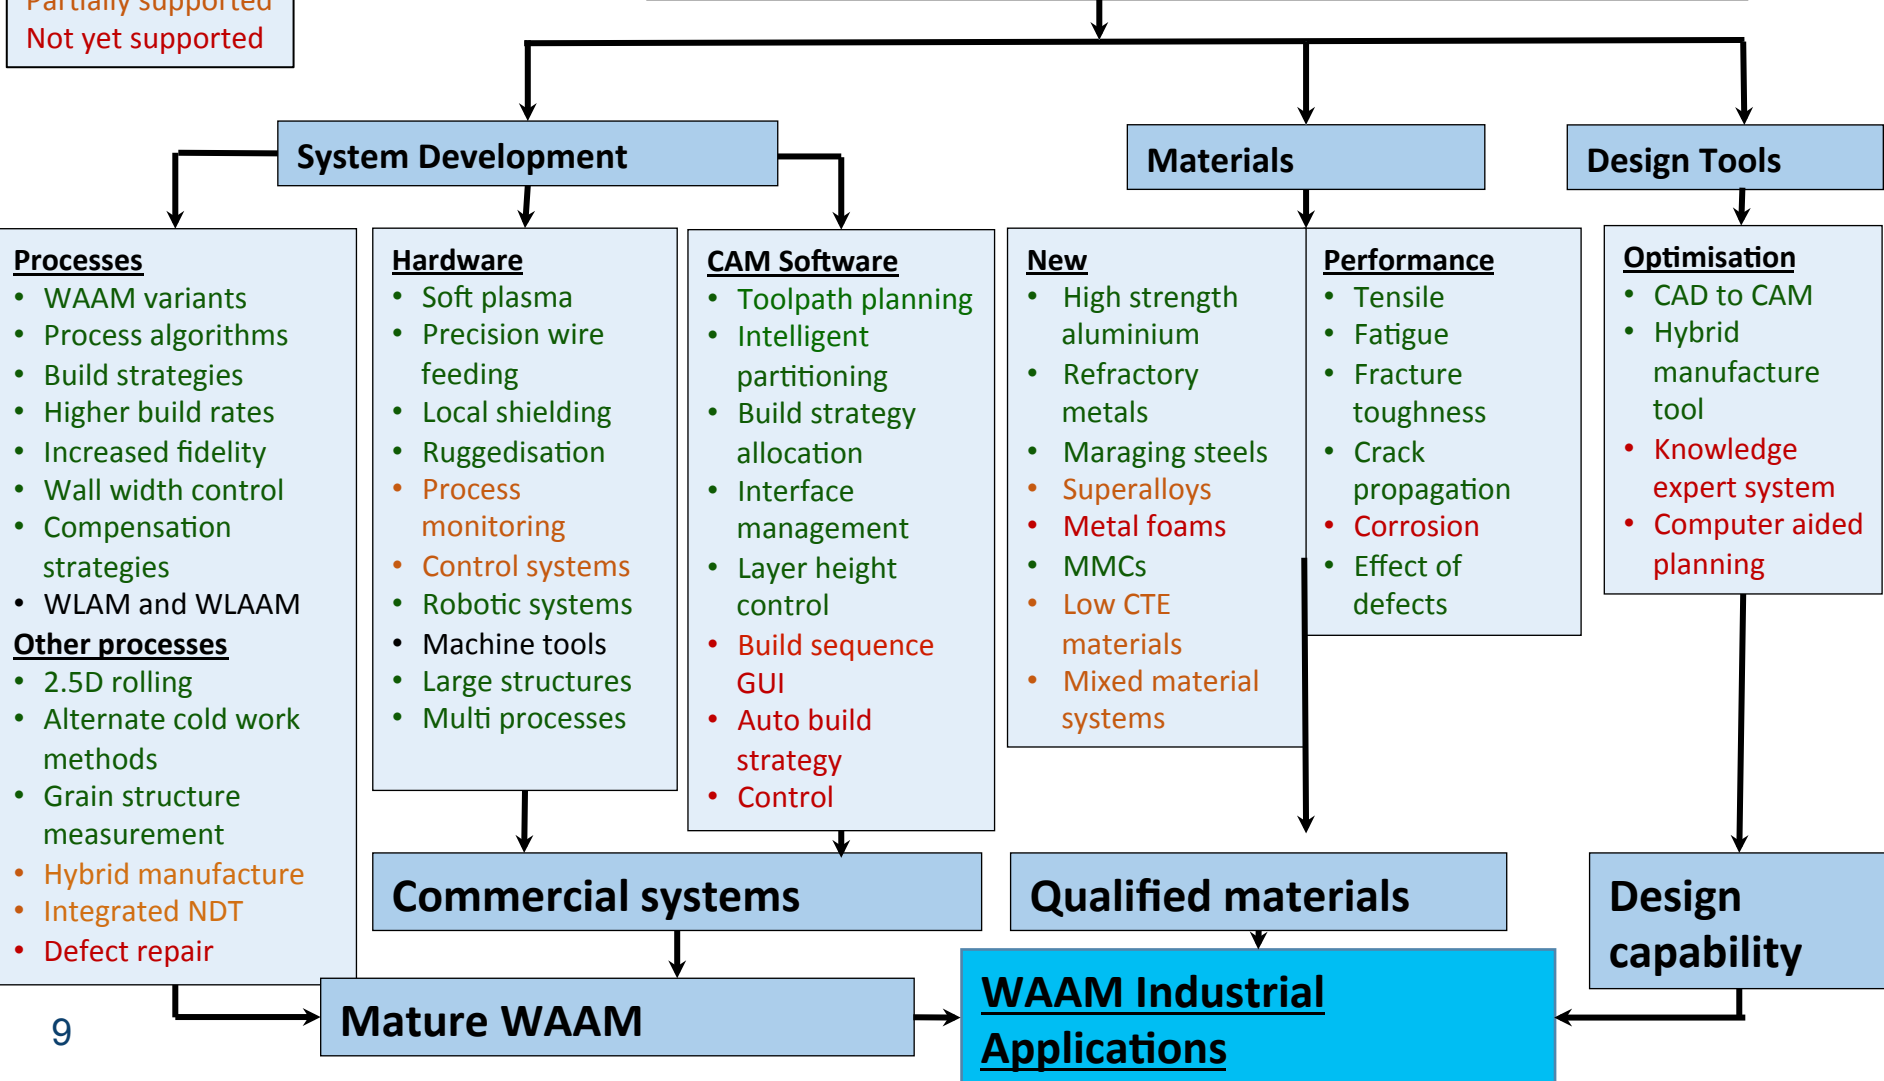 Partially supported
Not yet supported
System Development
Materials
Design Tools
Processes
• WAAM variants
• Process algorithms
• Build strategies
• Higher build rates
• Increased fidelity
• Wall width control
• Compensation
strategies
• WLAM and WLAAM
Other processes
• 2.5D rolling
• Alternate cold work
methods
• Grain structure
measurement
• Hybrid manufacture
• Integrated NDT
• Defect repair
Hardware
• Soft plasma
• Precision wire
feeding
• Local shielding
• Ruggedisation
• Process
monitoring
• Control systems
• Robotic systems
• Machine tools
• Large structures
• Multi processes
CAM Software
• Toolpath planning
• Intelligent
partitioning
• Build strategy
allocation
• Interface
management
• Layer height
control
• Build sequence
GUI
• Auto build
strategy
• Control
New
• High strength
aluminium
• Refractory
metals
• Maraging steels
• Superalloys
• Metal foams
• MMCs
• Low CTE
materials
• Mixed material
systems
Performance
• Tensile
• Fatigue
• Fracture
toughness
• Crack
propagation
• Corrosion
• Effect of
defects
Optimisation
• CAD to CAM
• Hybrid
manufacture
tool
• Knowledge
expert system
• Computer aided
planning
Commercial systems
Qualified materials
Design
capability
Mature WAAM
WAAM Industrial
Applications
9